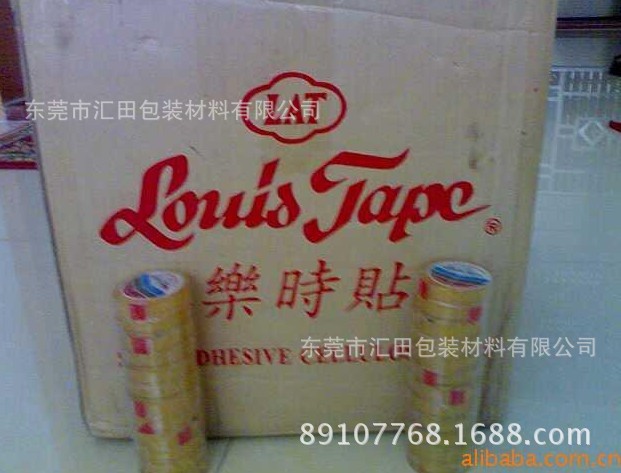 LAT
东莞市汇田包装材料有限公司
Louis Tape ®
樂時貼
东莞市汇田包装材料有限公司
89107768.1688.com
alibaba.com.cn